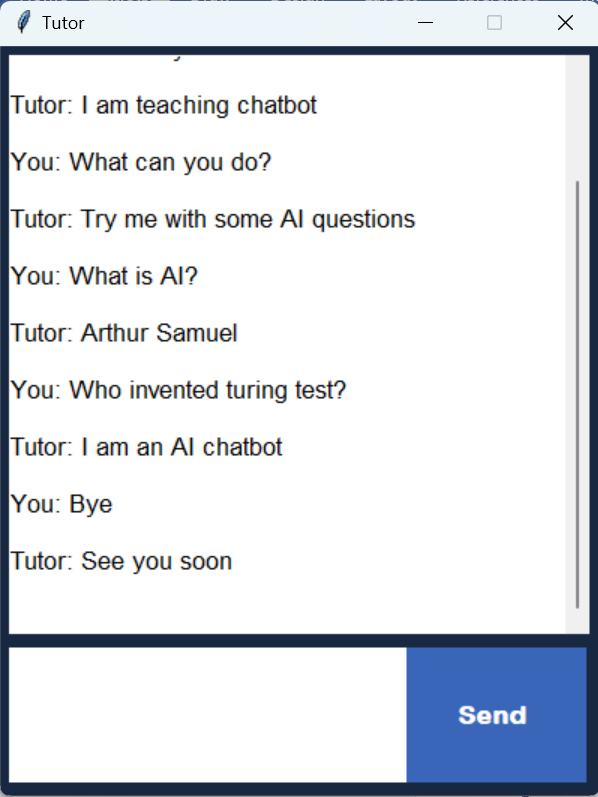 Tutor
Tutor: I am teaching chatbot
You: What can you do?
Tutor: Try me with some AI questions
You: What is AI?
Tutor: Arthur Samuel
You: Who invented turing test?
Tutor: I am an AI chatbot
You: Bye
Tutor: See you soon
Send